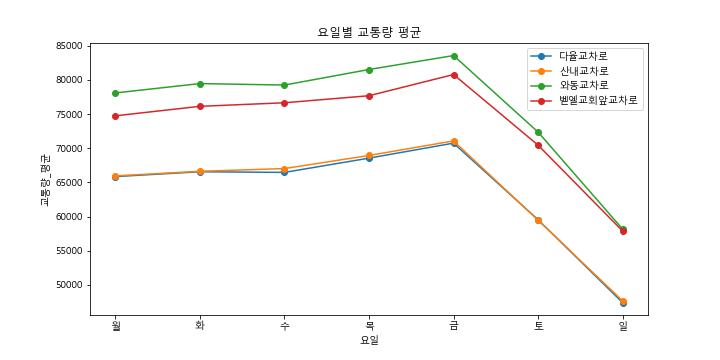 요일별 교통량 평균
85000
80000
75000
70000
65000
60000
55000
50000
교통량_평균
다율교차로
산내교차로
와동교차로
벧엘교회앞교차로
월 화 수 목 금 토 일
요일